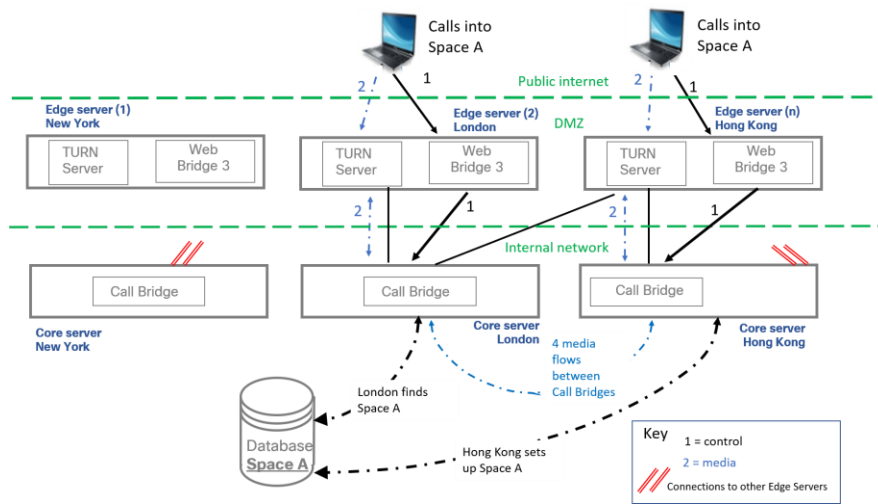 Calls into
Space A
Calls into
Space A
2
1
2
1
Public internet
Edge server (1)
New York
Edge server (2)
London
DMZ
Edge server (n)
Hong Kong
TURN
Server
Web
Bridge 3
TURN
Server
Web
Bridge 3
TURN
Server
Web
Bridge 3
2
1
2
1
Internal network
Call Bridge
Call Bridge
Call Bridge
Core server
New York
Core server
London
Core server
Hong Kong
4 media
flows
between
Call Bridges
London finds
Space A
Database
Space A
Hong Kong sets
up Space A
Key
1 = control
2 = media
Connections to other Edge Servers